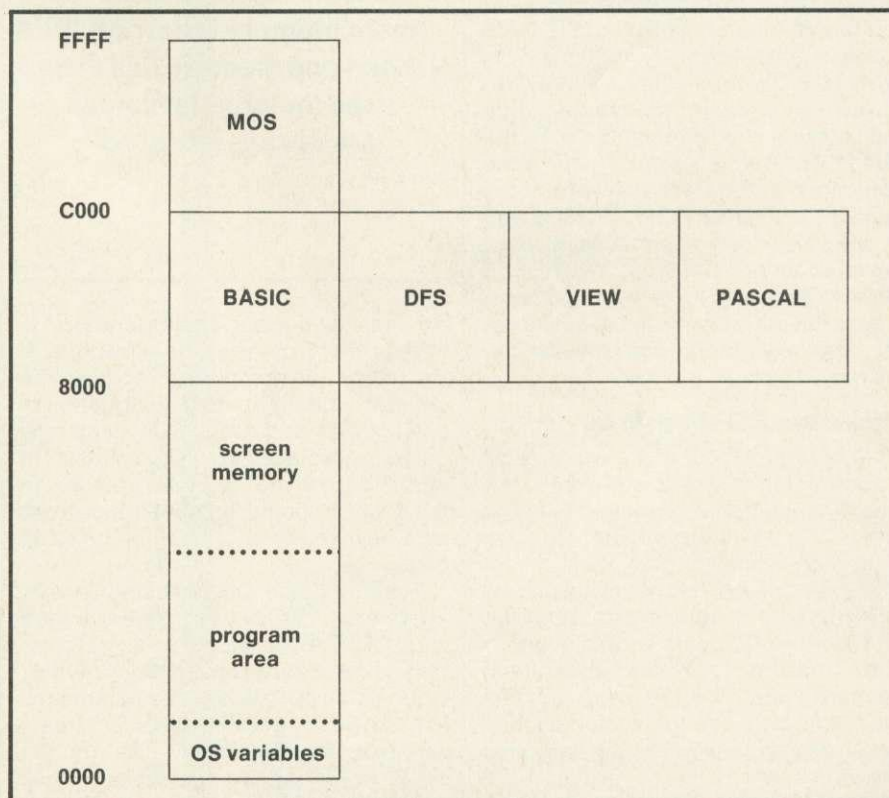 FFFF
MOS
C000
BASIC DFS VIEW PASCAL
8000
screen
memory
program
area
OS variables
0000